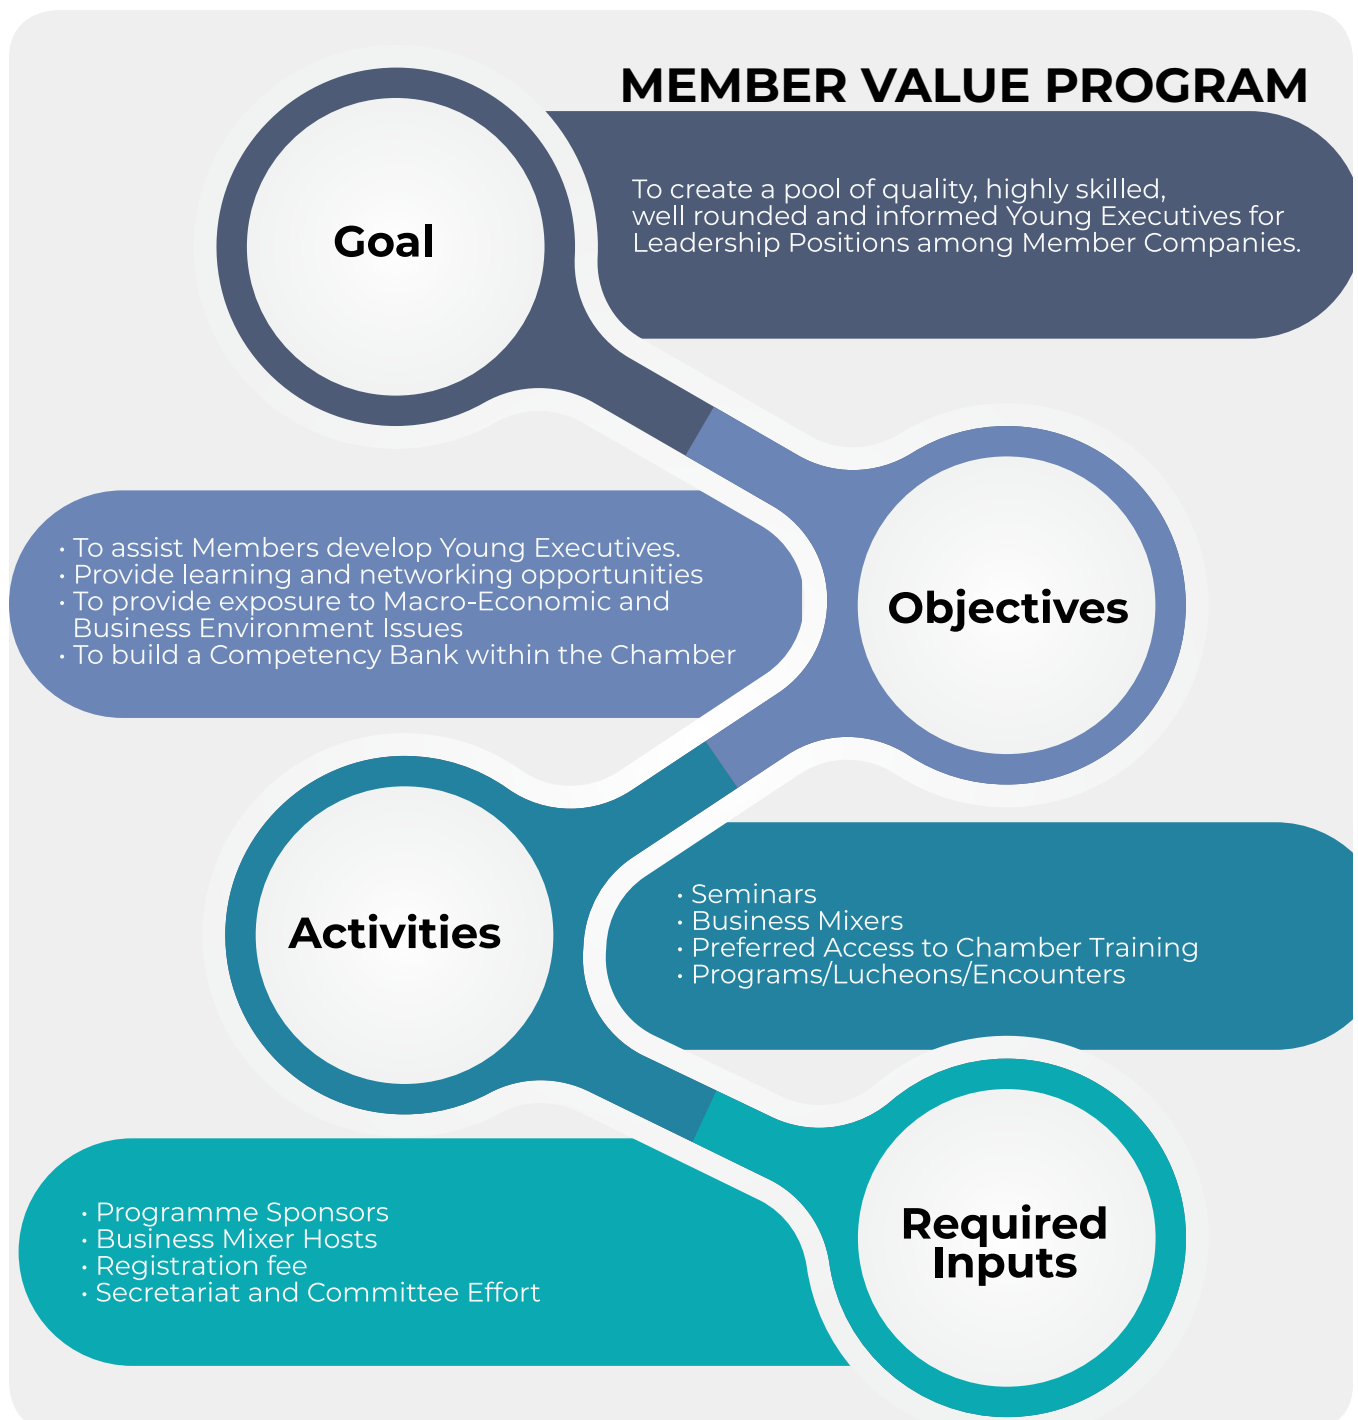 MEMBER VALUE PROGRAM
Goal
To create a pool of quality, highly skilled,
well rounded and informed Young Executives for
Leadership Positions among Member Companies.
Objectives
· To assist Members develop Young Executives.
· Provide learning and networking opportunities
· To provide exposure to Macro-Economic and
Business Environment Issues
· To build a Competency Bank within the Chamber
Activities
· Seminars
· Business Mixers
· Preferred Access to Chamber Training
· Programs/Lucheons/Encounters
Required
Inputs
· Programme Sponsors
· Business Mixer Hosts
· Registration fee
· Secretariat and Committee Effort